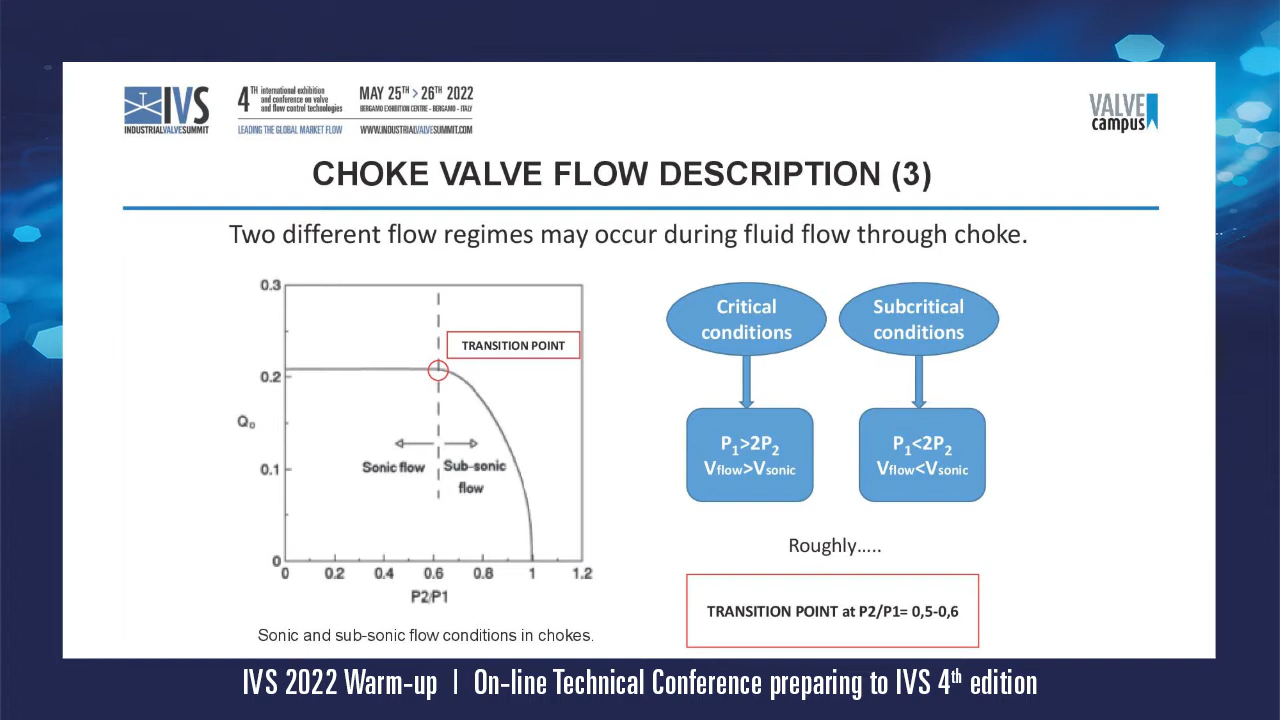 IVS
INDUSTRIALVALVESUMMIT
4TH international exhibition
and conference on valve
and flow control technologies
LEADING THE GLOBAL MARKET FLOW
MAY 25TH > 26TH 2022
BERGAMO EXHIBITION CENTRE - BERGAMO - ITALY
WWW.INDUSTRIALVALVESUMMIT.COM
VALVE
campus
CHOKE VALVE FLOW DESCRIPTION (3)
Two different flow regimes may occur during fluid flow through choke.
0.3
0.2
0.1
0
Qo
TRANSITION POINT
Sonic flow
Sub-sonic
flow
0 0.2 0.4 0.6 0.8 1 1.2
P2/P1
Sonic and sub-sonic flow conditions in chokes.
Critical
conditions
P1>2P2
Vflow>Vsonic
Subcritical
conditions
P1<2P2
Vflow<Vsonic
Roughly.....
TRANSITION POINT at P2/P1= 0,5-0,6
IVS 2022 Warm-up | On-line Technical Conference preparing to IVS 4th edition